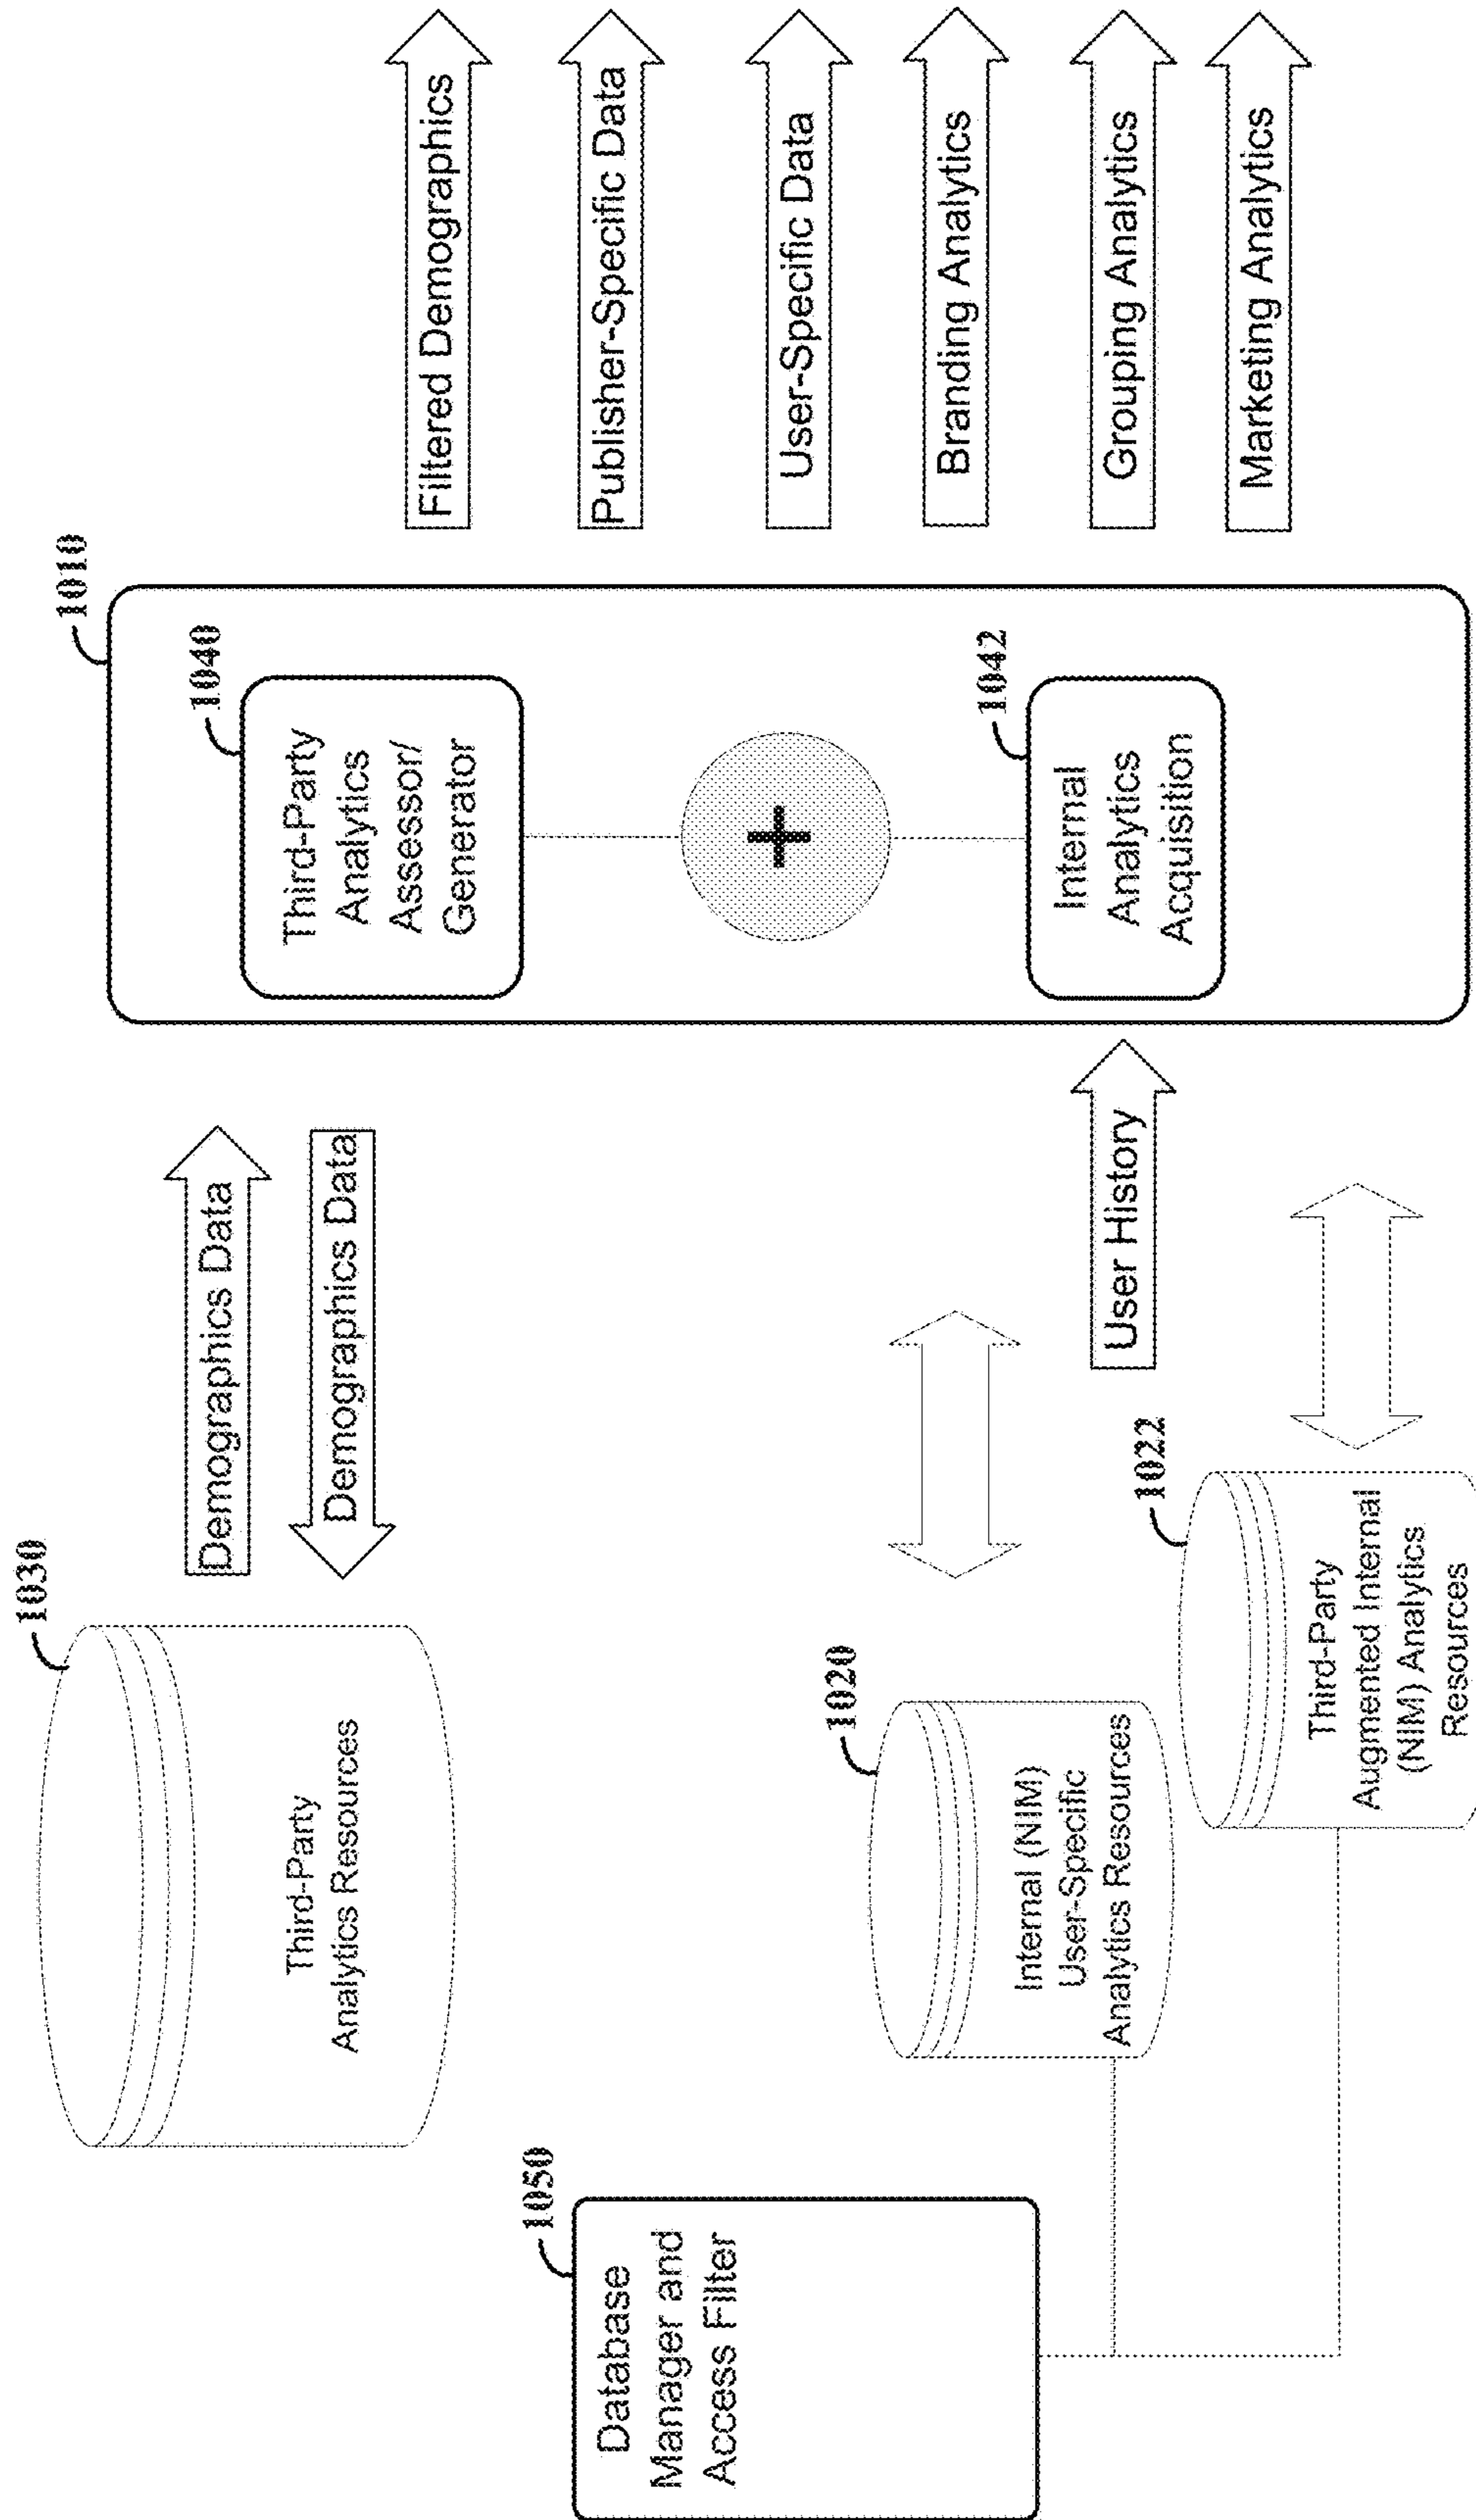 1050
Database
Manager and
Access Filter
1030
Third-Party
Analytics Resources
1020
Internal (NIM)
User-Specific
Analytics Resources
1022
Third-Party
Augmented Internal
(NIM) Analytics
Resources
Demographics Data
Demographics Data
User History
1010
1040
Third-Party
Analytics
Assessor/
Generator
+
1042
Internal
Analytics
Acquisition
Filtered Demographics
Publisher-Specific Data
User-Specific Data
Branding Analytics
Grouping Analytics
Marketing Analytics